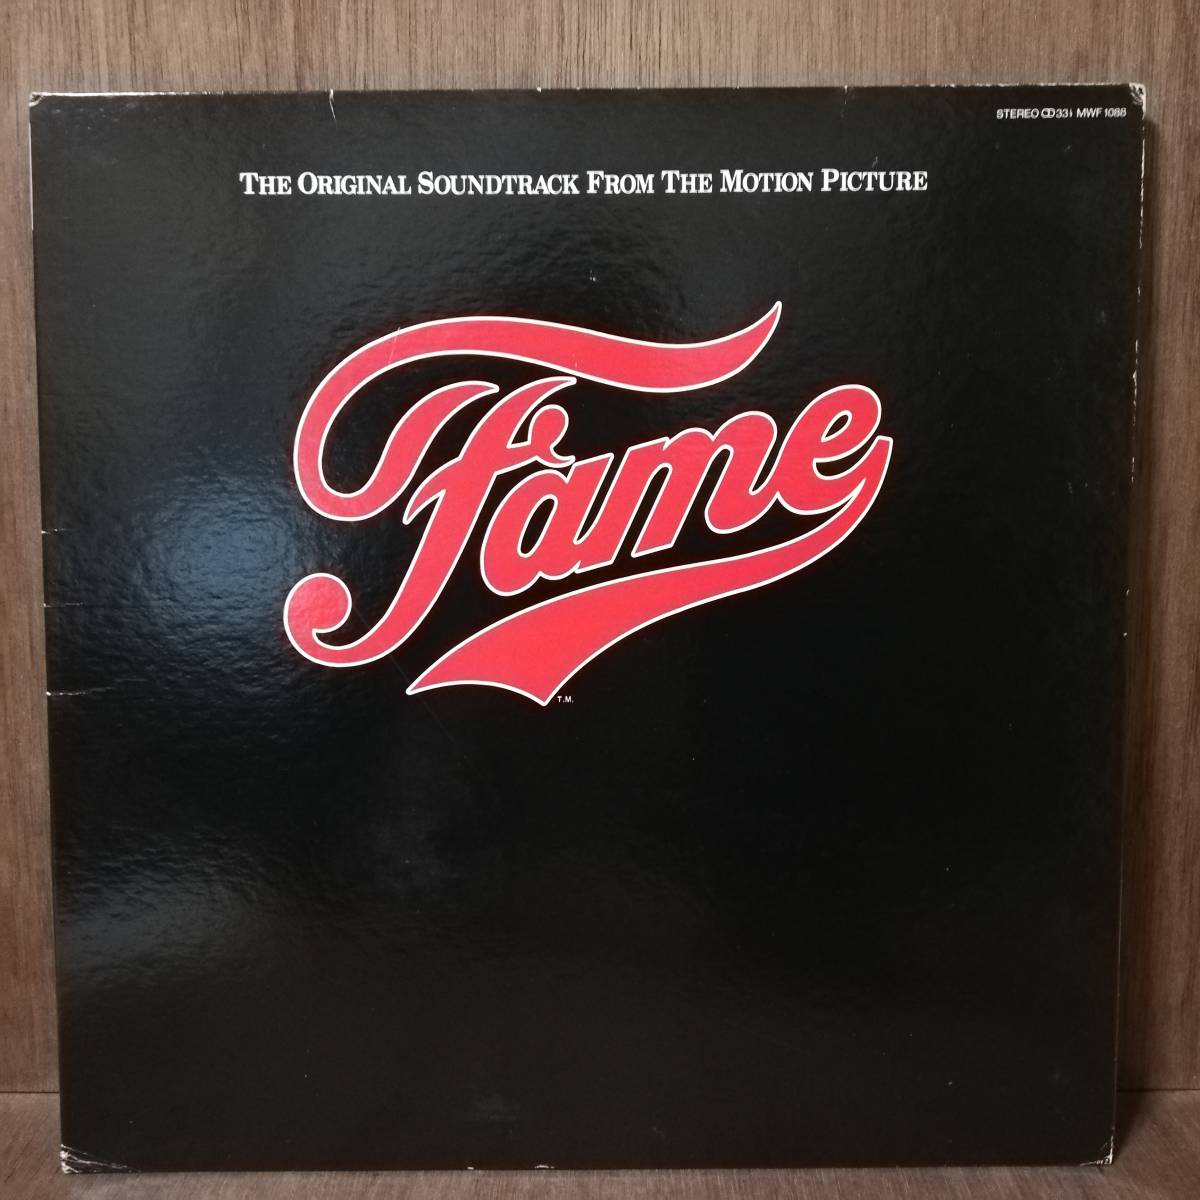 STEREO 33⅓ MWF 1088
THE ORIGINAL SOUNDTRACK FROM THE MOTION PICTURE
Fame
T.M.